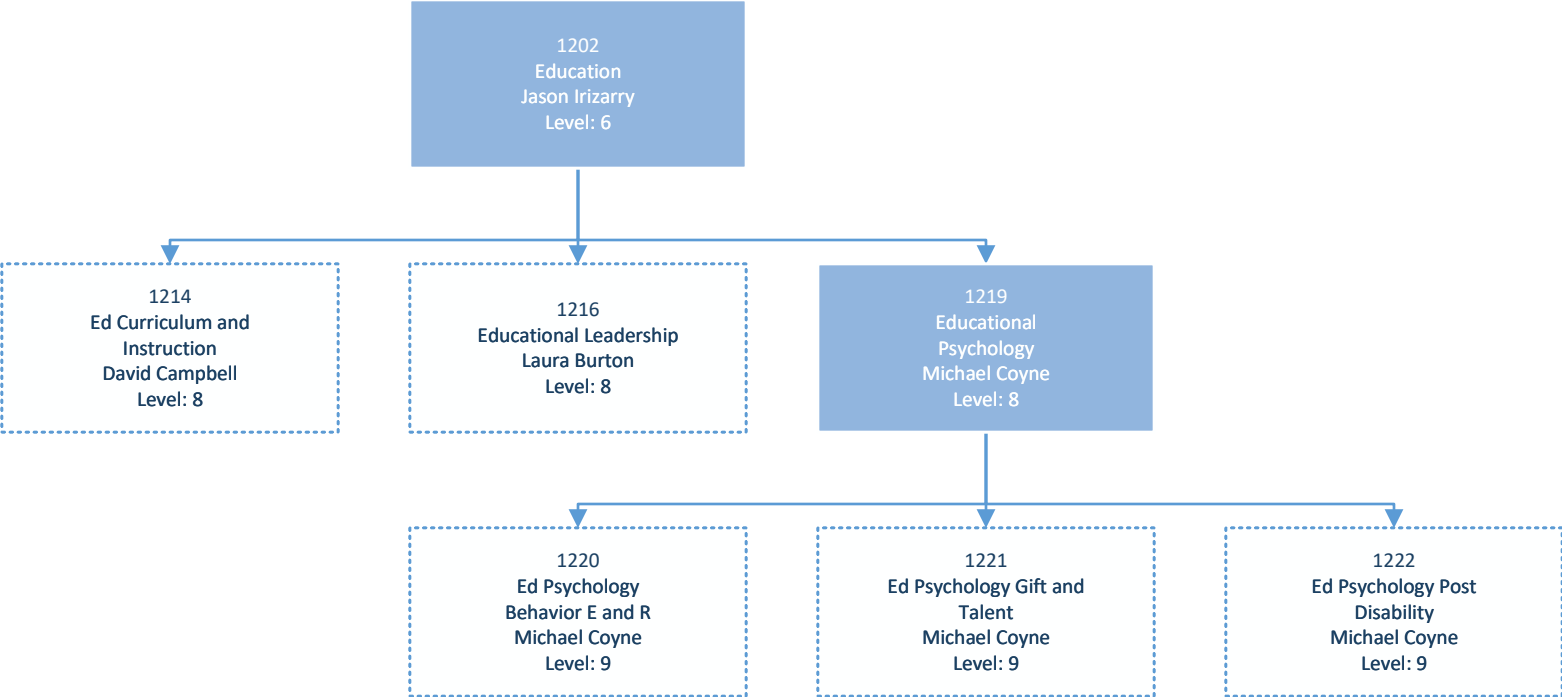 1202
Education
Jason Irizarry
Level: 6
1214
Ed Curriculum and
Instruction
David Campbell
Level: 8
1216
Educational Leadership
Laura Burton
Level: 8
1219
Educational
Psychology
Michael Coyne
Level: 8
1220
Ed Psychology
Behavior E and R
Michael Coyne
Level: 9
1221
Ed Psychology Gift and
Talent
Michael Coyne
Level: 9
1222
Ed Psychology Post
Disability
Michael Coyne
Level: 9